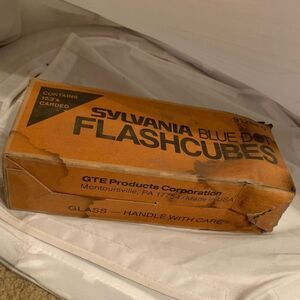 CONTAINS
12 3's
CARDED
SYLVANIA BLUE DOT
FLASHCUBES
GTE Products Corporation
Montoursville, PA 17754/Made in USA
GLASS — HANDLE WITH CARE